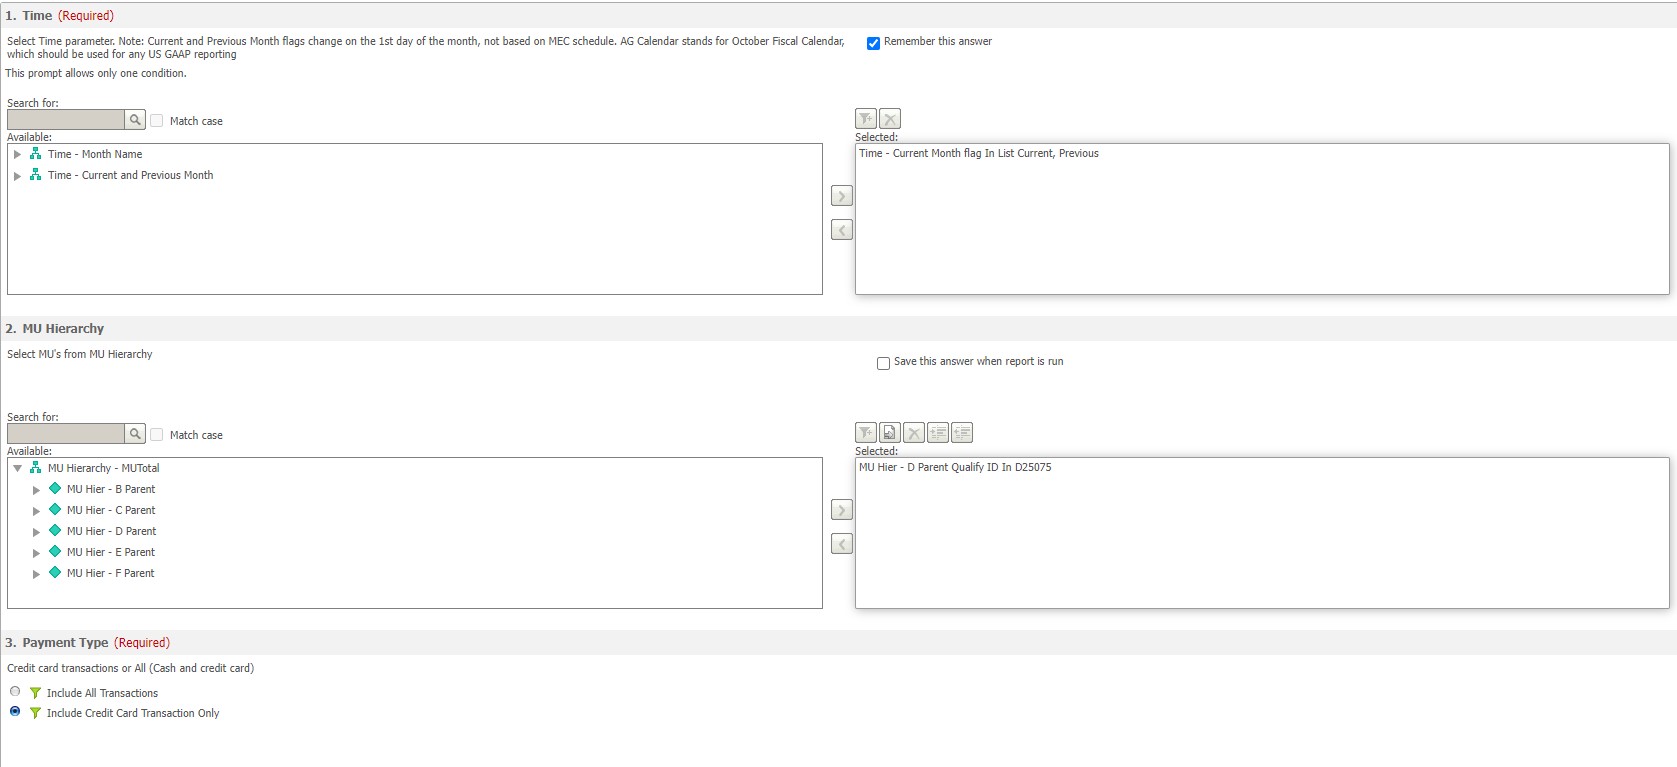 1. Time (Required)
Select Time parameter. Note: Current and Previous Month flags change on the 1st day of the month, not based on MEC schedule. AG Calendar stands for October Fiscal Calendar,
which should be used for any US GAAP reporting
Remember this answer
This prompt allows only one condition.
Search for:
Match case
Available:
Selected:
Time - Month Name
Time - Current and Previous Month
Time - Current Month flag In List Current, Previous
2. MU Hierarchy
Select MU's from MU Hierarchy
Save this answer when report is run
Search for:
Match case
Available:
Selected:
MU Hierarchy - MUTotal
MU Hier - B Parent
MU Hier - C Parent
MU Hier - D Parent
MU Hier - E Parent
MU Hier - F Parent
MU Hier - D Parent Qualify ID In D25075
3. Payment Type (Required)
Credit card transactions or All (Cash and credit card)
Include All Transactions
Include Credit Card Transaction Only